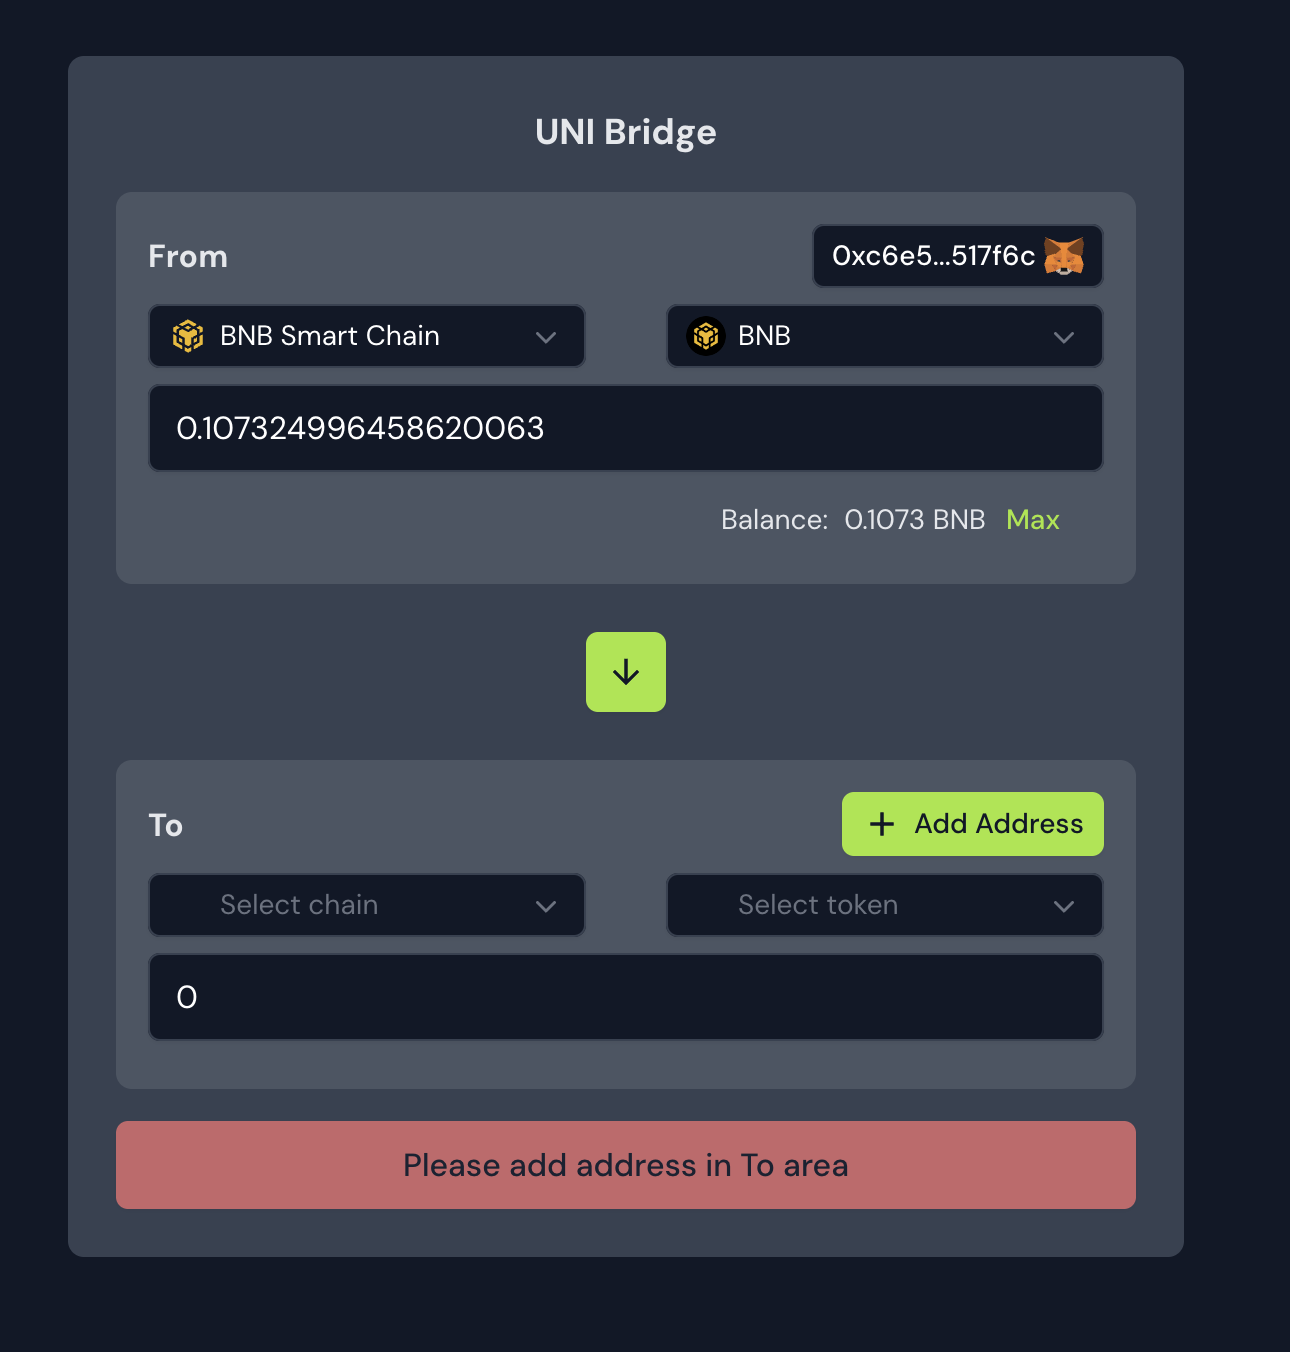 UNI Bridge
From
0xc6e5...517f6c
BNB Smart Chain
BNB
0.107324996458620063
Balance: 0.1073 BNB Max
To
+ Add Address
Select chain
Select token
0
Please add address in To area